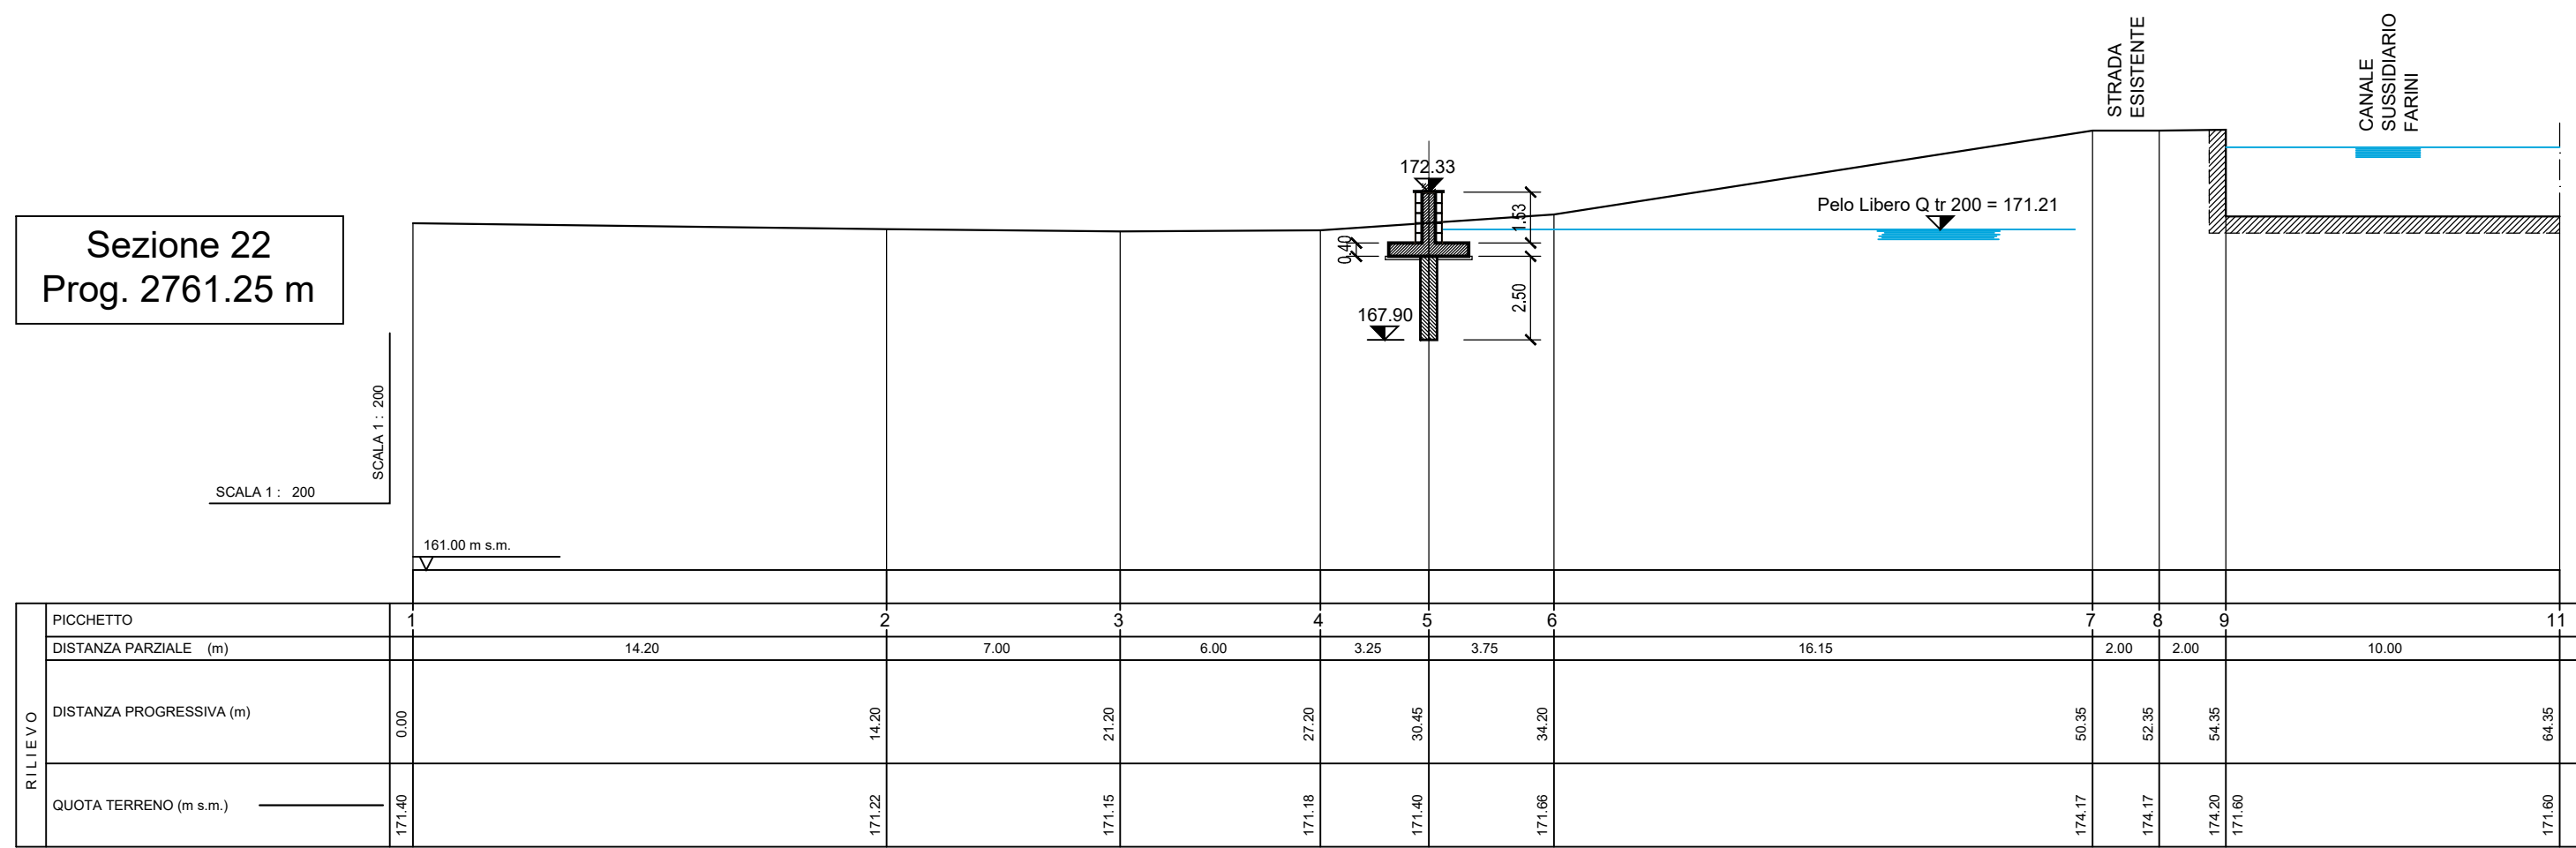 STRADA
ESISTENTE
CANALE
SUSSIDIARIO
FARINI
172.33
1.53
Pelo Libero Q tr 200 = 171.21
Sezione 22
Prog. 2761.25 m
0.40
2.50
167.90
SCALA 1 : 200
SCALA 1 : 200
161.00 m s.m.
RILIEVO
PICCHETTO 1 2 3 4 5 6 7 8 9 11
DISTANZA PARZIALE (m) 14.20 7.00 6.00 3.25 3.75 16.15 2.00 2.00 10.00
DISTANZA PROGRESSIVA (m) 0.00 14.20 21.20 27.20 30.45 34.20 50.35 52.35 54.35 64.35
QUOTA TERRENO (m s.m.) 171.40 171.22 171.15 171.18 171.40 171.66 174.17 174.17 174.20 171.60 171.60